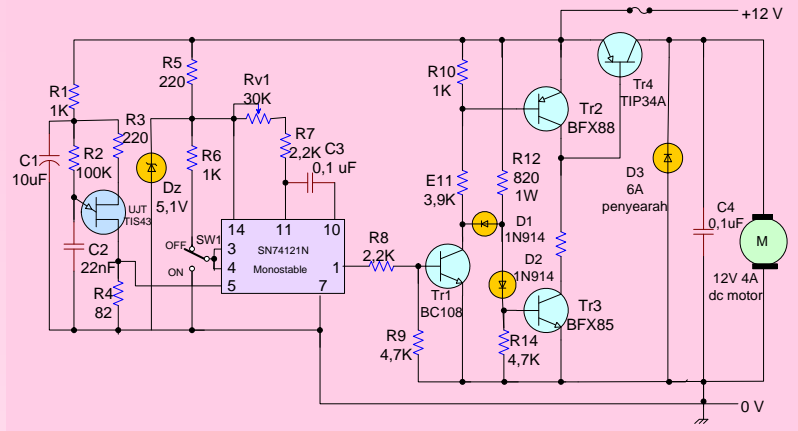 +12 V
R1
1K
R3
220
R2
100K
C1
10uF
UJT
TIS43
C2
22nF
R4
82
R5
220
Dz
5,1V
R6
1K
Rv1
30K
R7
2,2K
C3
0,1 uF
OFF
SW1
ON
14
11
10
3
4
5
SN74121N
Monostable
1
7
R8
2,2K
R9
4,7K
Tr1
BC108
R10
1K
E11
3,9K
D1
1N914
R12
820
1W
D2
1N914
R14
4,7K
Tr2
BFX88
Tr3
BFX85
Tr4
TIP34A
D3
6A
penyearah
C4
0,1uF
M
12V 4A
dc motor
0 V